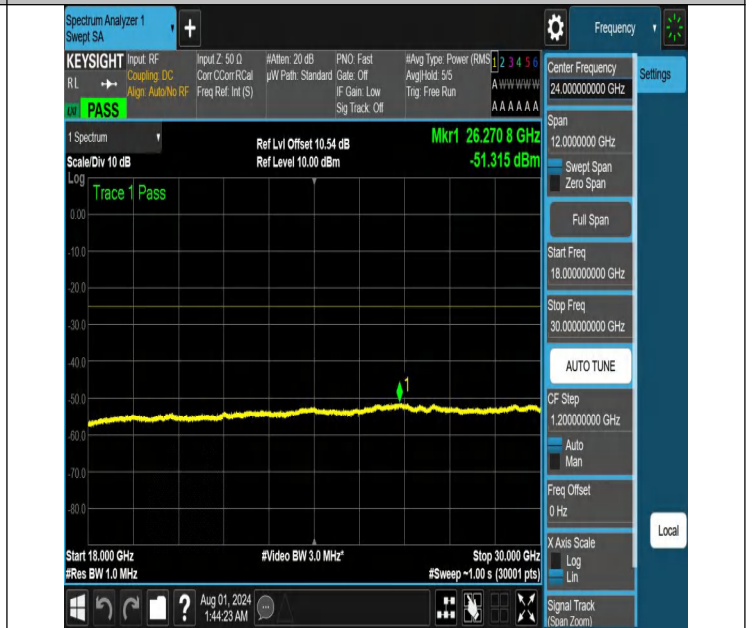 Spectrum Analyzer 1
Swept SA
+
Frequency
KEYSIGHT
RL
PASS
Input: RF
Coupling: DC
Align: Auto/No RF
Input Z: 50 Ω
Corr CCorr RCal
Freq Ref: Int (S)
#Atten: 20 dB
µW Path: Standard
PNO: Fast
Gate: Off
IF Gain: Low
Sig Track: Off
#Avg Type: Power (RMS
Avg|Hold: 5/5
Trig: Free Run
1 2 3 4 5 6
A W W W W W
A A A A A A
1 Spectrum
Scale/Div 10 dB
Ref Lvl Offset 10.54 dB
Ref Level 10.00 dBm
Mkr1 26.270 8 GHz
-51.315 dBm
Log
Trace 1 Pass
0.00
-10.0
-20.0
-30.0
-40.0
-50.0
-60.0
-70.0
-80.0
1
Start 18.000 GHz
#Res BW 1.0 MHz
#Video BW 3.0 MHz*
Stop 30.000 GHz
#Sweep ~1.00 s (30001 pts)
Center Frequency
24.000000000 GHz
Span
12.0000000 GHz
Swept Span
Zero Span
Full Span
Start Freq
18.000000000 GHz
Stop Freq
30.000000000 GHz
AUTO TUNE
CF Step
1.200000000 GHz
Auto
Man
Freq Offset
0 Hz
X Axis Scale
Log
Lin
Signal Track
(Span Zoom)
Settings
Local
?
Aug 01, 2024
1:44:23 AM